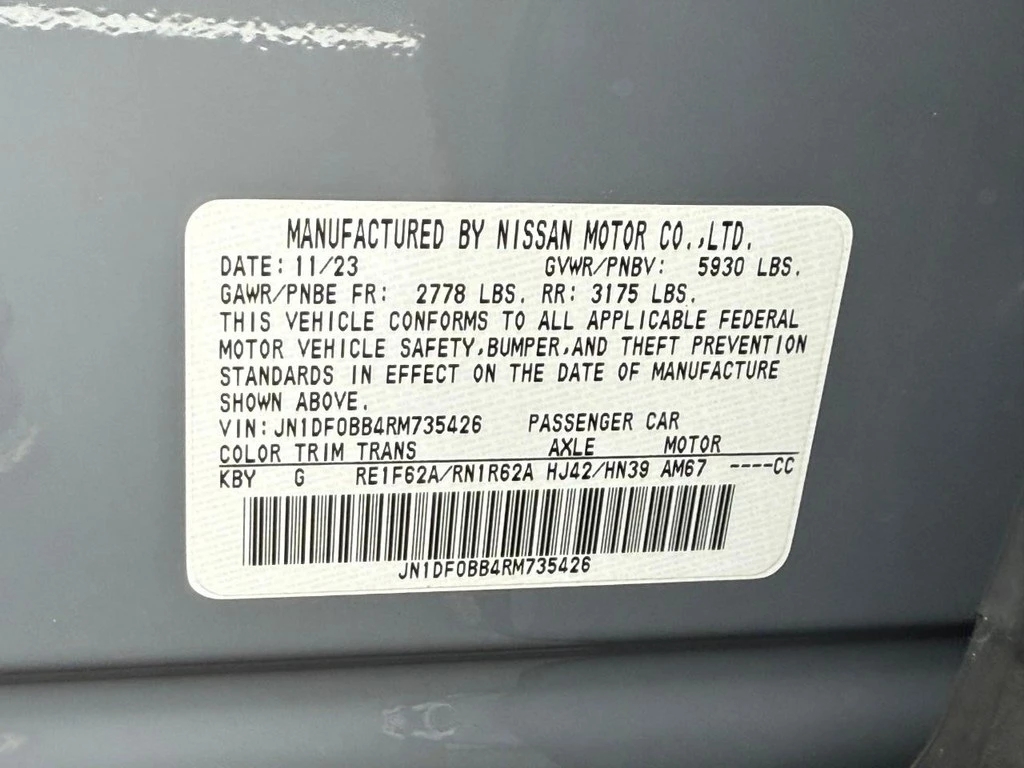 MANUFACTURED BY NISSAN MOTOR CO.,LTD.
DATE: 11/23 GVWR/PNBV: 5930 LBS.
GAWR/PNBE FR: 2778 LBS. RR: 3175 LBS.
THIS VEHICLE CONFORMS TO ALL APPLICABLE FEDERAL
MOTOR VEHICLE SAFETY,BUMPER,AND THEFT PREVENTION
STANDARDS IN EFFECT ON THE DATE OF MANUFACTURE
SHOWN ABOVE.
VIN:JN1DF0BB4RM735426 PASSENGER CAR
COLOR TRIM TRANS AXLE MOTOR
KBY G RE1F62A/RN1R62A HJ42/HN39 AM67 ----CC
JN1DF0BB4RM735426